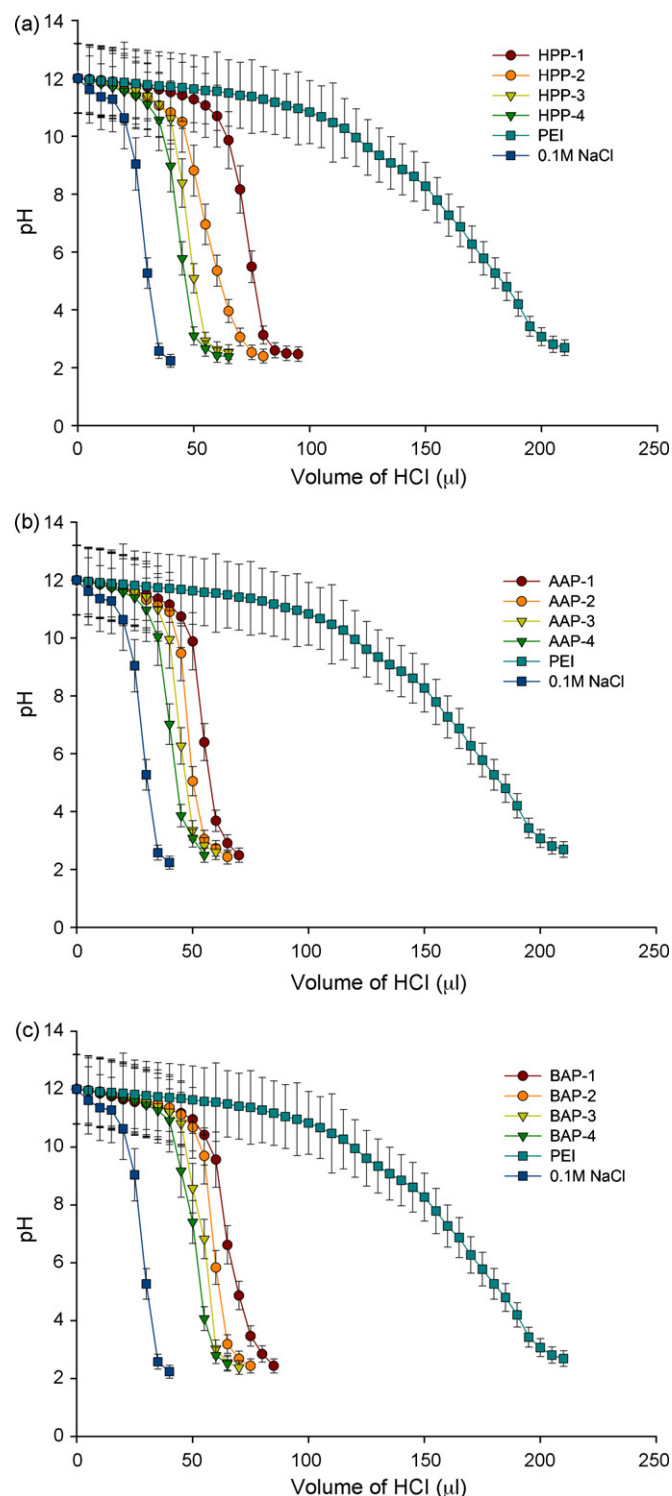 (a)
14
12
10
8
6
4
2
0
pH
HPP-1
HPP-2
HPP-3
HPP-4
PEI
0.1M NaCl
0 50 100 150 200 250
Volume of HCl (µl)
(b)
14
12
10
8
6
4
2
0
pH
AAP-1
AAP-2
AAP-3
AAP-4
PEI
0.1M NaCl
0 50 100 150 200 250
Volume of HCl (µl)
(c)
14
12
10
8
6
4
2
0
pH
BAP-1
BAP-2
BAP-3
BAP-4
PEI
0.1M NaCl
0 50 100 150 200 250
Volume of HCl (µl)